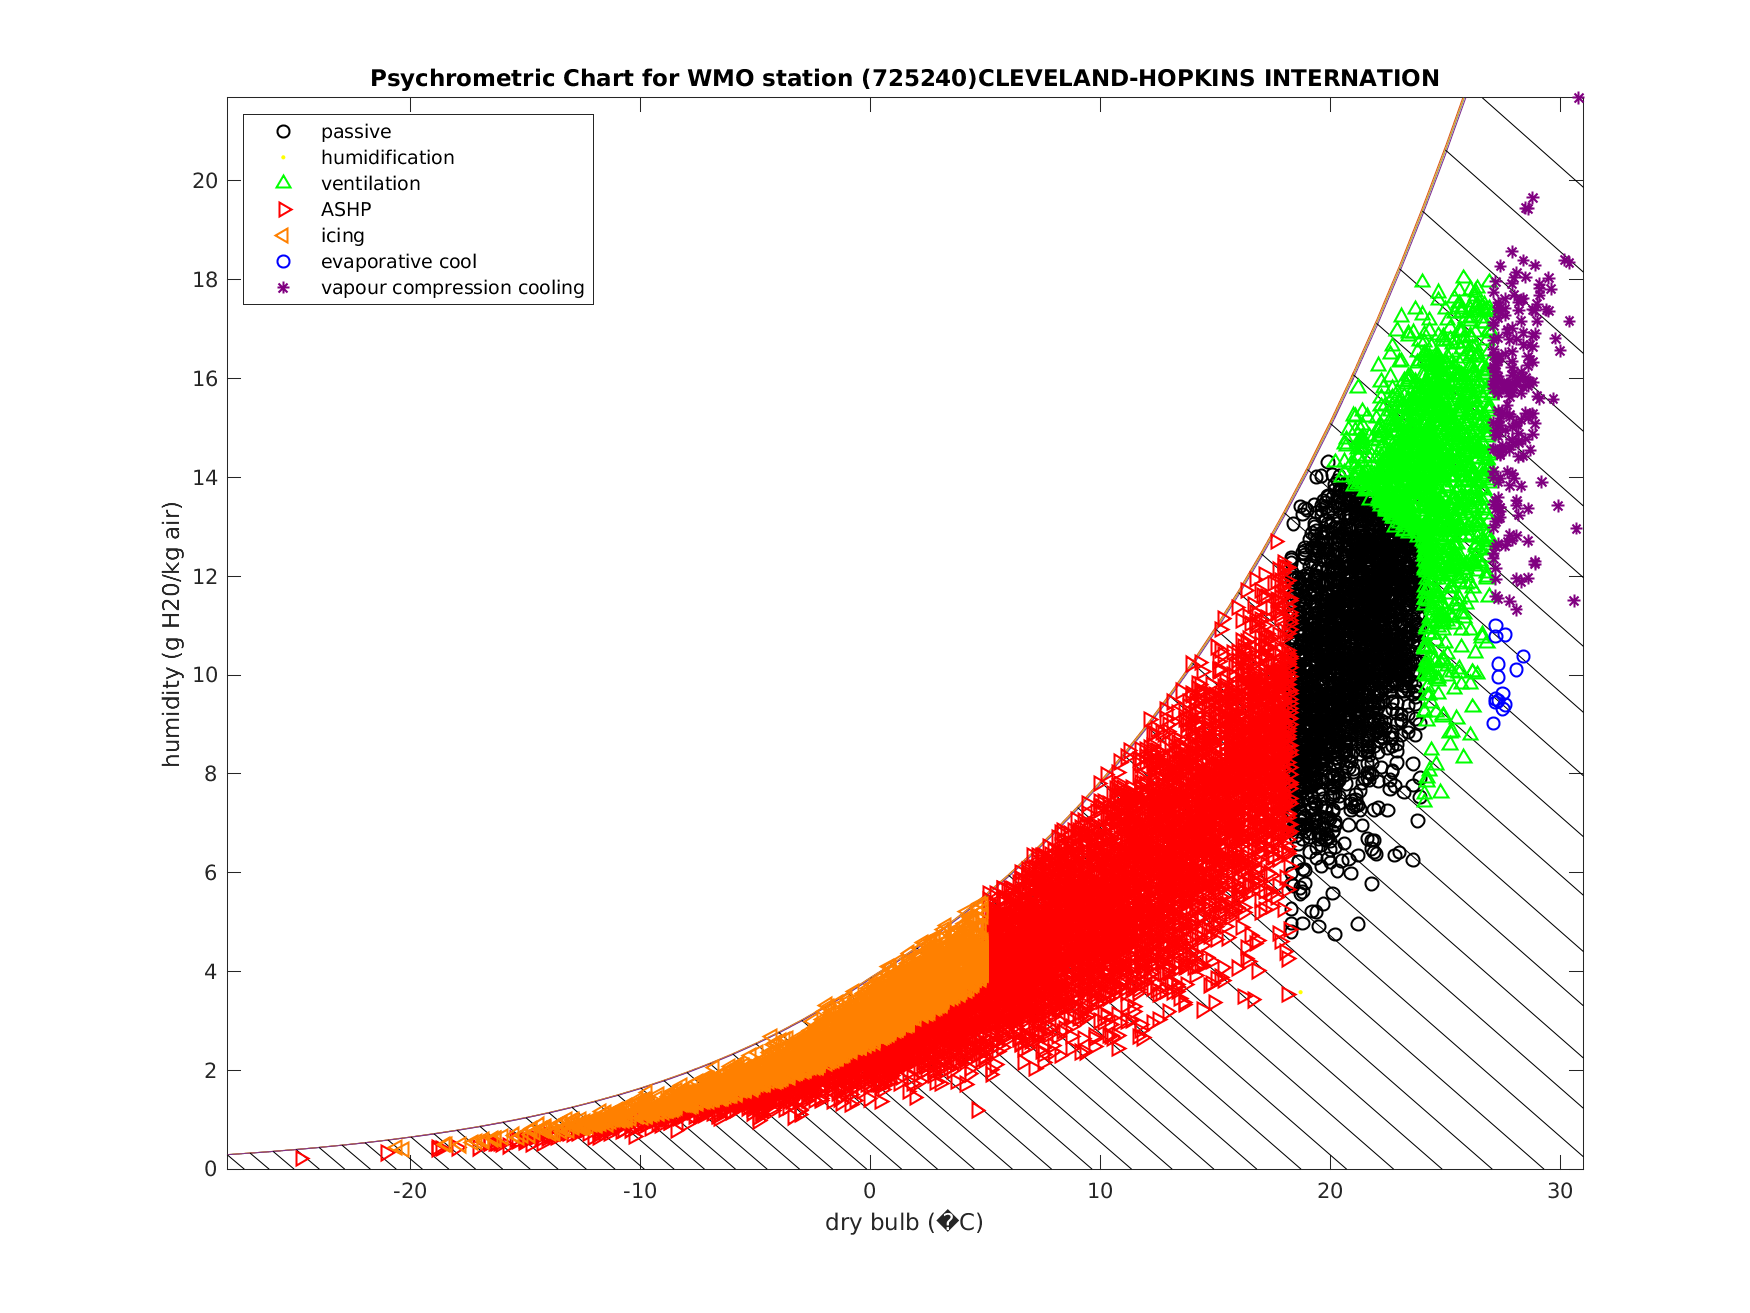 Psychrometric Chart for WMO station (725240)CLEVELAND-HOPKINS INTERNATION
passive
humidification
ventilation
ASHP
icing
evaporative cool
vapour compression cooling
humidity (g H20/kg air)
20
18
16
14
12
10
8
6
4
2
0
-20
-10
0
10
20
30
dry bulb (�C)